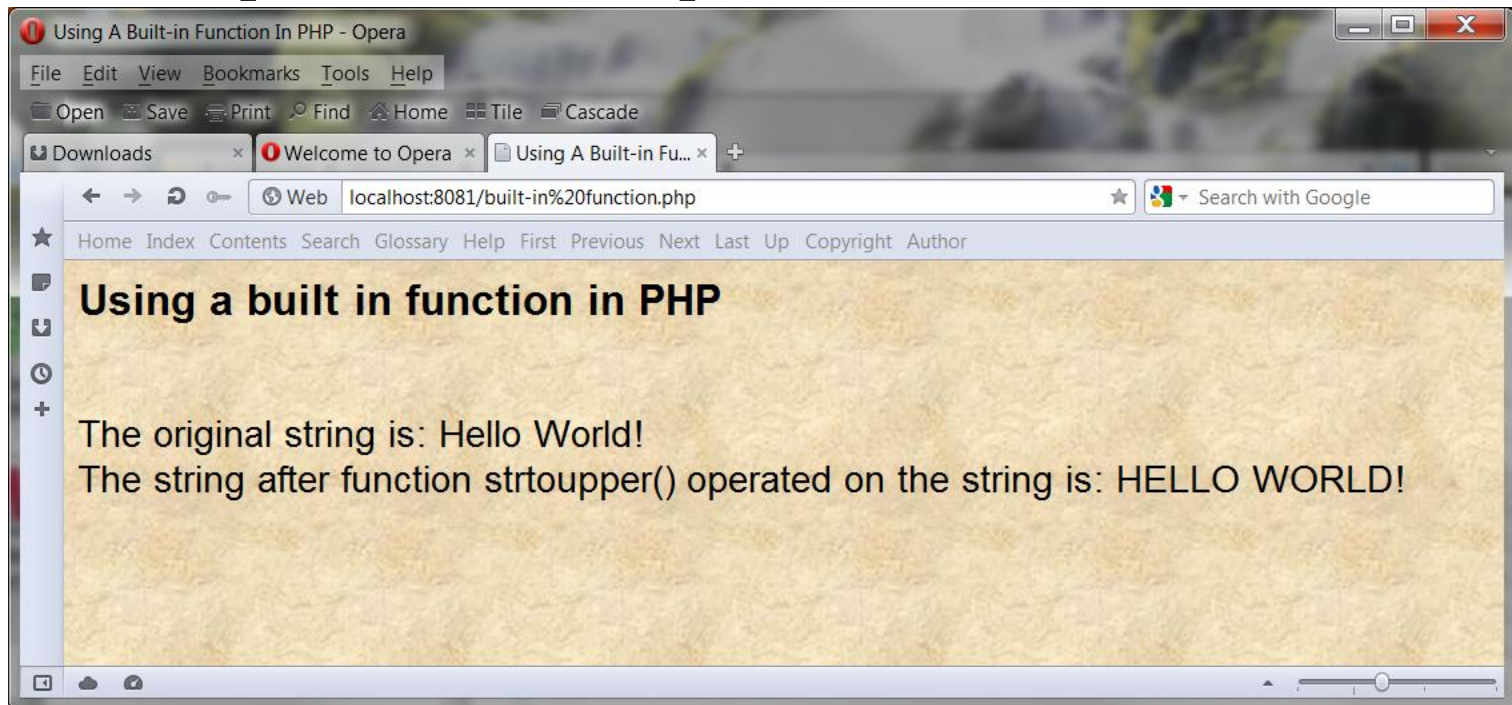 Using A Built-in Function In PHP - Opera
File Edit View Bookmarks Tools Help
Open Save Print Find Home Tile Cascade
Downloads Welcome to Opera Using A Built-in Fu...
Web localhost:8081/built-in%20function.php Search with Google
Home Index Contents Search Glossary Help First Previous Next Last Up Copyright Author
Using a built in function in PHP
The original string is: Hello World!
The string after function strtoupper() operated on the string is: HELLO WORLD!